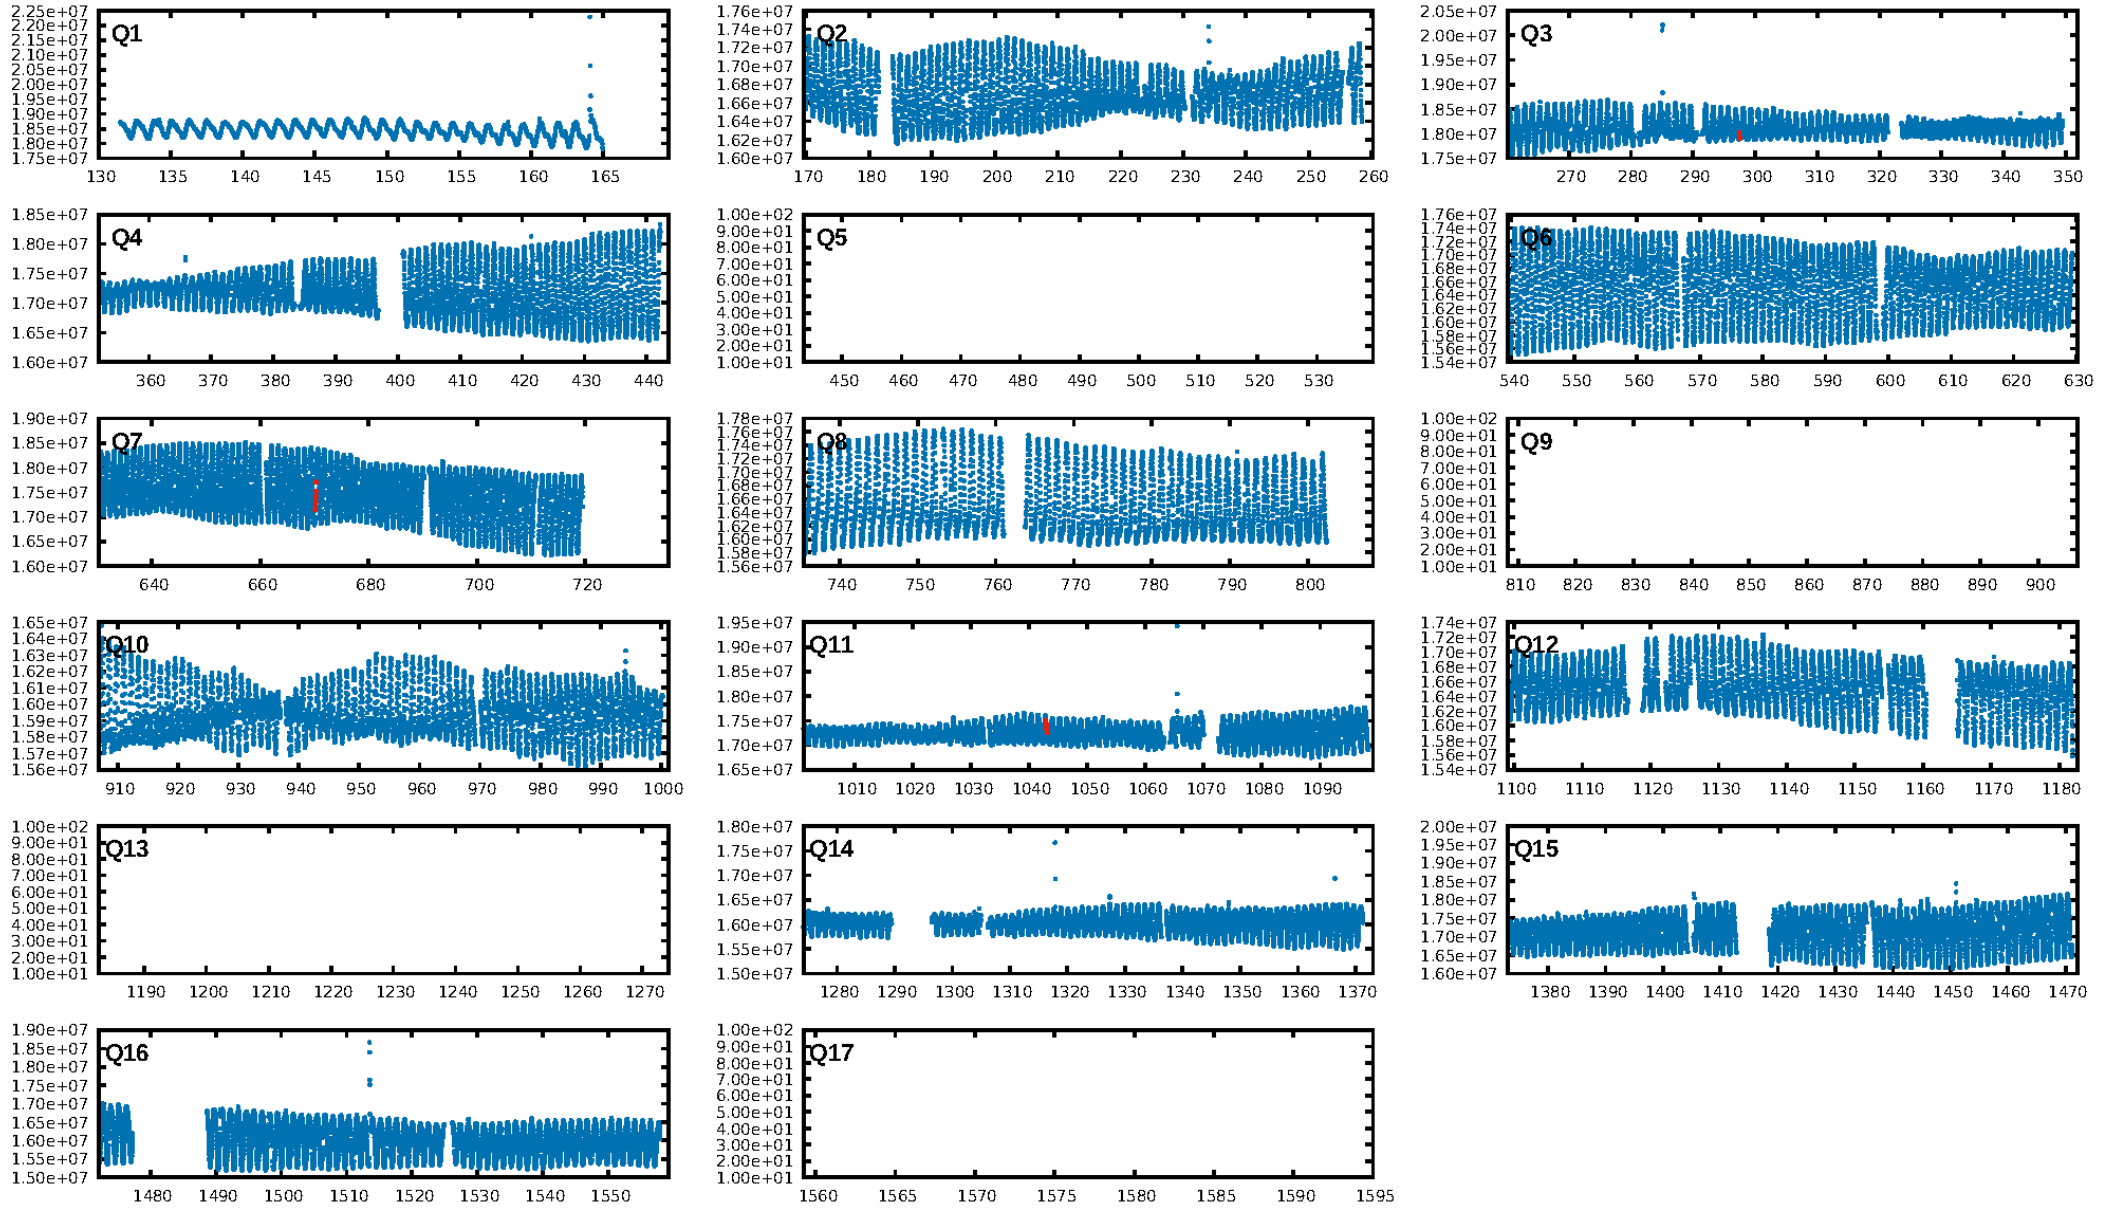 Q1
2.25e+07
2.20e+07
2.15e+07
2.10e+07
2.05e+07
2.00e+07
1.95e+07
1.90e+07
1.85e+07
1.80e+07
1.75e+07
130 135 140 145 150 155 160 165
Q2
1.76e+07
1.74e+07
1.72e+07
1.70e+07
1.68e+07
1.66e+07
1.64e+07
1.62e+07
1.60e+07
170 180 190 200 210 220 230 240 250 260
Q3
2.05e+07
2.00e+07
1.95e+07
1.90e+07
1.85e+07
1.80e+07
1.75e+07
270 280 290 300 310 320 330 340 350
Q4
1.85e+07
1.80e+07
1.75e+07
1.70e+07
1.65e+07
1.60e+07
360 370 380 390 400 410 420 430 440
Q5
1.00e+02
9.00e+01
8.00e+01
7.00e+01
6.00e+01
5.00e+01
4.00e+01
3.00e+01
2.00e+01
1.00e+01
450 460 470 480 490 500 510 520 530
Q6
1.76e+07
1.74e+07
1.72e+07
1.70e+07
1.68e+07
1.66e+07
1.64e+07
1.62e+07
1.60e+07
1.58e+07
1.56e+07
1.54e+07
540 550 560 570 580 590 600 610 620 630
Q7
1.90e+07
1.85e+07
1.80e+07
1.75e+07
1.70e+07
1.65e+07
1.60e+07
640 660 680 700 720
Q8
1.78e+07
1.76e+07
1.74e+07
1.72e+07
1.70e+07
1.68e+07
1.66e+07
1.64e+07
1.62e+07
1.60e+07
1.58e+07
1.56e+07
740 750 760 770 780 790 800
Q9
1.00e+02
9.00e+01
8.00e+01
7.00e+01
6.00e+01
5.00e+01
4.00e+01
3.00e+01
2.00e+01
1.00e+01
810 820 830 840 850 860 870 880 890 900
Q10
1.65e+07
1.64e+07
1.63e+07
1.62e+07
1.61e+07
1.60e+07
1.59e+07
1.58e+07
1.57e+07
1.56e+07
910 920 930 940 950 960 970 980 990 1000
Q11
1.95e+07
1.90e+07
1.85e+07
1.80e+07
1.75e+07
1.70e+07
1.65e+07
1010 1020 1030 1040 1050 1060 1070 1080 1090
Q12
1.74e+07
1.72e+07
1.70e+07
1.68e+07
1.66e+07
1.64e+07
1.62e+07
1.60e+07
1.58e+07
1.56e+07
1.54e+07
1100 1110 1120 1130 1140 1150 1160 1170 1180
Q13
1.00e+02
9.00e+01
8.00e+01
7.00e+01
6.00e+01
5.00e+01
4.00e+01
3.00e+01
2.00e+01
1.00e+01
1190 1200 1210 1220 1230 1240 1250 1260 1270
Q14
1.80e+07
1.75e+07
1.70e+07
1.65e+07
1.60e+07
1.55e+07
1.50e+07
1280 1290 1300 1310 1320 1330 1340 1350 1360 1370
Q15
2.00e+07
1.95e+07
1.90e+07
1.85e+07
1.80e+07
1.75e+07
1.70e+07
1.65e+07
1.60e+07
1380 1390 1400 1410 1420 1430 1440 1450 1460 1470
Q16
1.90e+07
1.85e+07
1.80e+07
1.75e+07
1.70e+07
1.65e+07
1.60e+07
1.55e+07
1.50e+07
1480 1490 1500 1510 1520 1530 1540 1550
Q17
1.00e+02
9.00e+01
8.00e+01
7.00e+01
6.00e+01
5.00e+01
4.00e+01
3.00e+01
2.00e+01
1.00e+01
1560 1565 1570 1575 1580 1585 1590 1595